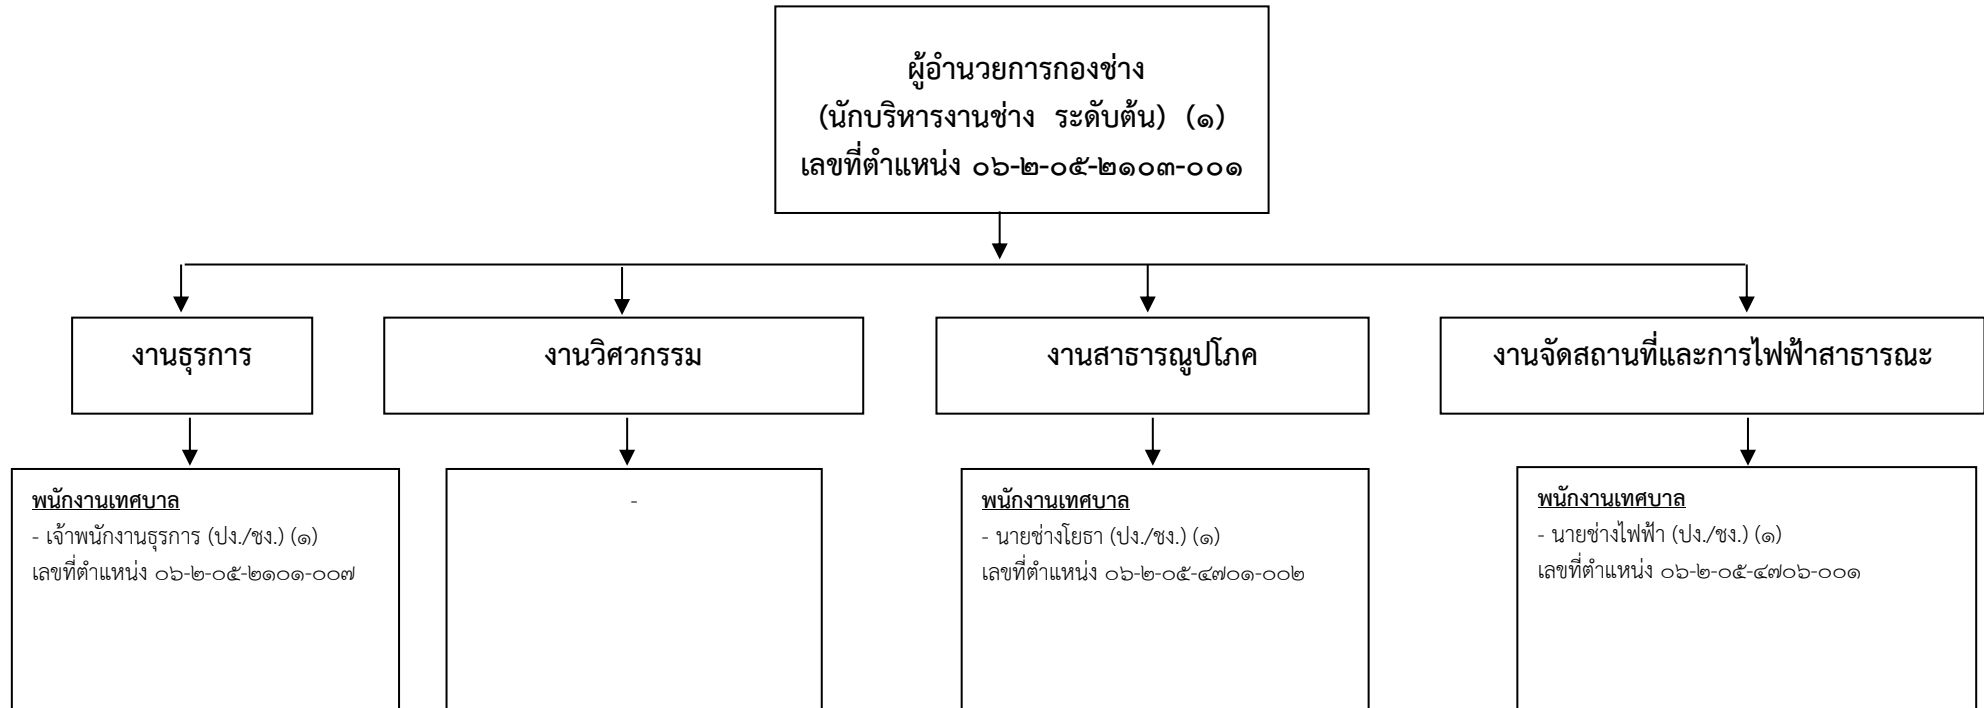 ผู้อำนวยการกองช่าง
(นักบริหารงานช่าง ระดับต้น) (๑)
เลขที่ตำแหน่ง ๐๖-๒-๐๕-๒๑๐๓-๐๐๑
งานธุรการ
งานวิศวกรรม
งานสาธารณูปโภค
งานจัดสถานที่และการไฟฟ้าสาธารณะ
พนักงานเทศบาล
- เจ้าพนักงานธุรการ (ปง./ชง.) (๑)
เลขที่ตำแหน่ง ๐๖-๒-๐๕-๒๑๐๑-๐๐๗
-
พนักงานเทศบาล
- นายช่างโยธา (ปง./ชง.) (๑)
เลขที่ตำแหน่ง ๐๖-๒-๐๕-๔๗๐๑-๐๐๒
พนักงานเทศบาล
- นายช่างไฟฟ้า (ปง./ชง.) (๑)
เลขที่ตำแหน่ง ๐๖-๒-๐๕-๔๗๐๖-๐๐๑